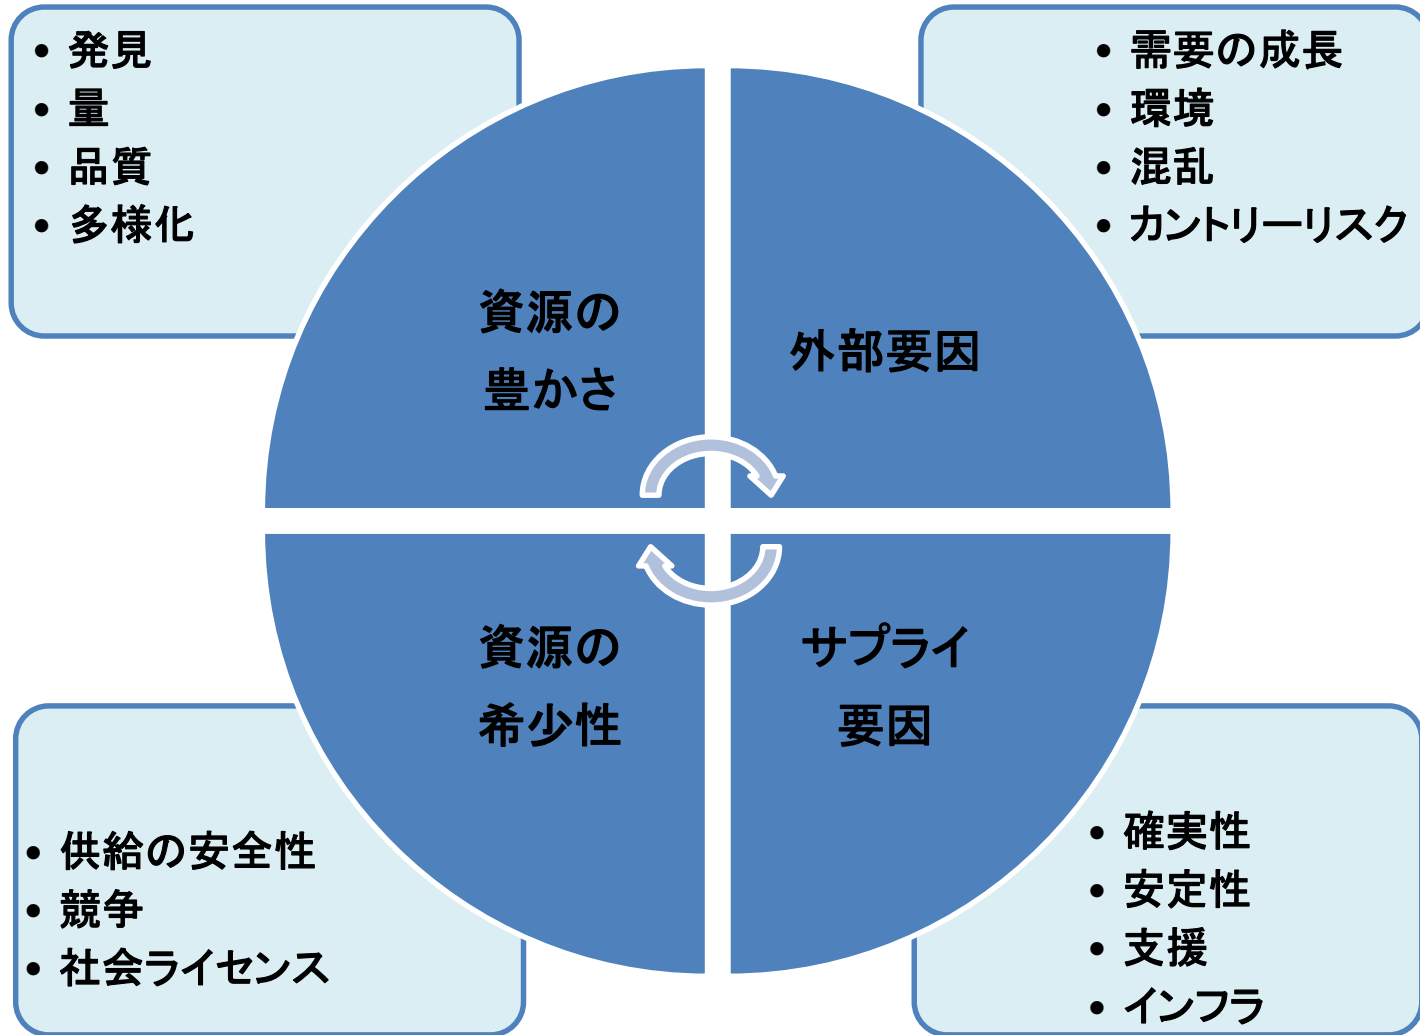 • 発見
• 量
• 品質
• 多様化
• 需要の成長
• 環境
• 混乱
• カントリーリスク
資源の
豊かさ
外部要因
資源の
希少性
サプライ
要因
• 供給の安全性
• 競争
• 社会ライセンス
• 確実性
• 安定性
• 支援
• インフラ